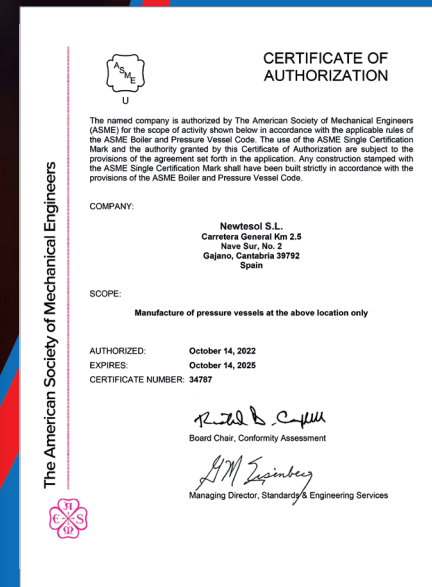 ASME
U
CERTIFICATE OF
AUTHORIZATION
The named company is authorized by The American Society of Mechanical Engineers
(ASME) for the scope of activity shown below in accordance with the applicable rules of
the ASME Boiler and Pressure Vessel Code. The use of the ASME Single Certification
Mark and the authority granted by this Certificate of Authorization are subject to the
provisions of the agreement set forth in the application. Any construction stamped with
the ASME Single Certification Mark shall have been built strictly in accordance with the
provisions of the ASME Boiler and Pressure Vessel Code.
COMPANY:
Newtesol S.L.
Carretera General Km 2.5
Nave Sur, No. 2
Gajano, Cantabria 39792
Spain
SCOPE:
Manufacture of pressure vessels at the above location only
AUTHORIZED: October 14, 2022
EXPIRES: October 14, 2025
CERTIFICATE NUMBER: 34787
Board Chair, Conformity Assessment
Managing Director, Standards & Engineering Services
The American Society of Mechanical Engineers